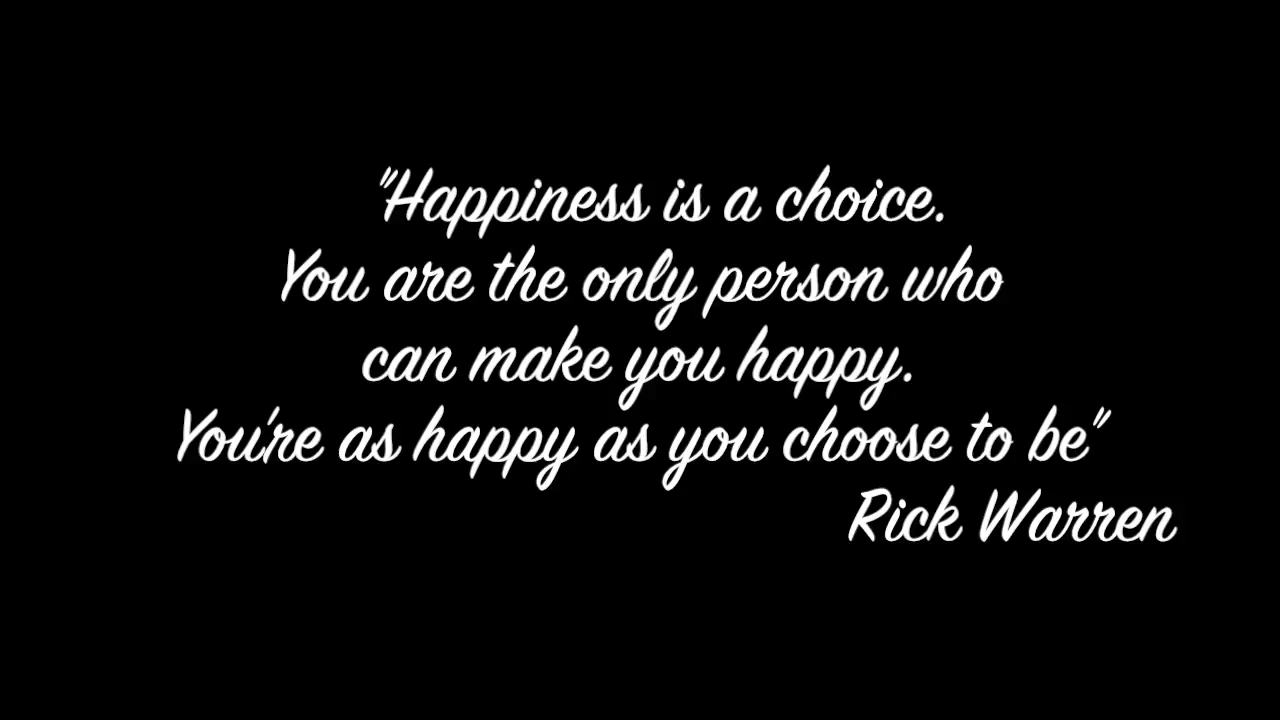 "Happiness is a choice.
You are the only person who
can make you happy.
You're as happy as you choose to be"
Rick Warren